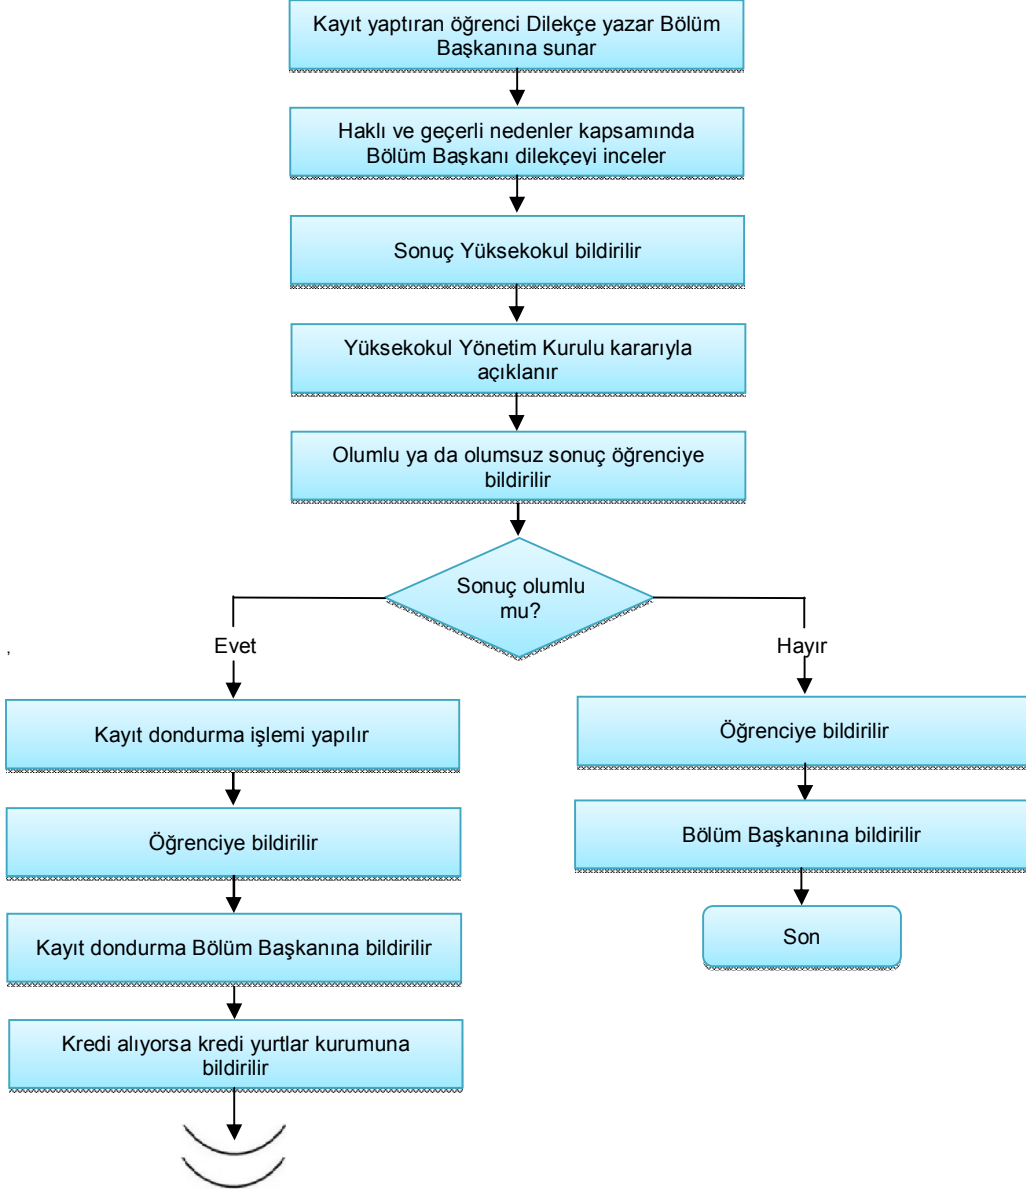 Kayıt yaptıran öğrenci Dilekçe yazar Bölüm
Başkanına sunar
Haklı ve geçerli nedenler kapsamında
Bölüm Başkanı dilekçeyi inceler
Sonuç Yüksekokul bildirilir
Yüksekokul Yönetim Kurulu kararıyla
açıklanır
Olumlu ya da olumsuz sonuç öğrenciye
bildirilir
Sonuç olumlu
mu?
,
Evet
Hayır
Kayıt dondurma işlemi yapılır
Öğrenciye bildirilir
Öğrenciye bildirilir
Bölüm Başkanına bildirilir
Kayıt dondurma Bölüm Başkanına bildirilir
Son
Kredi alıyorsa kredi yurtlar kurumuna
bildirilir